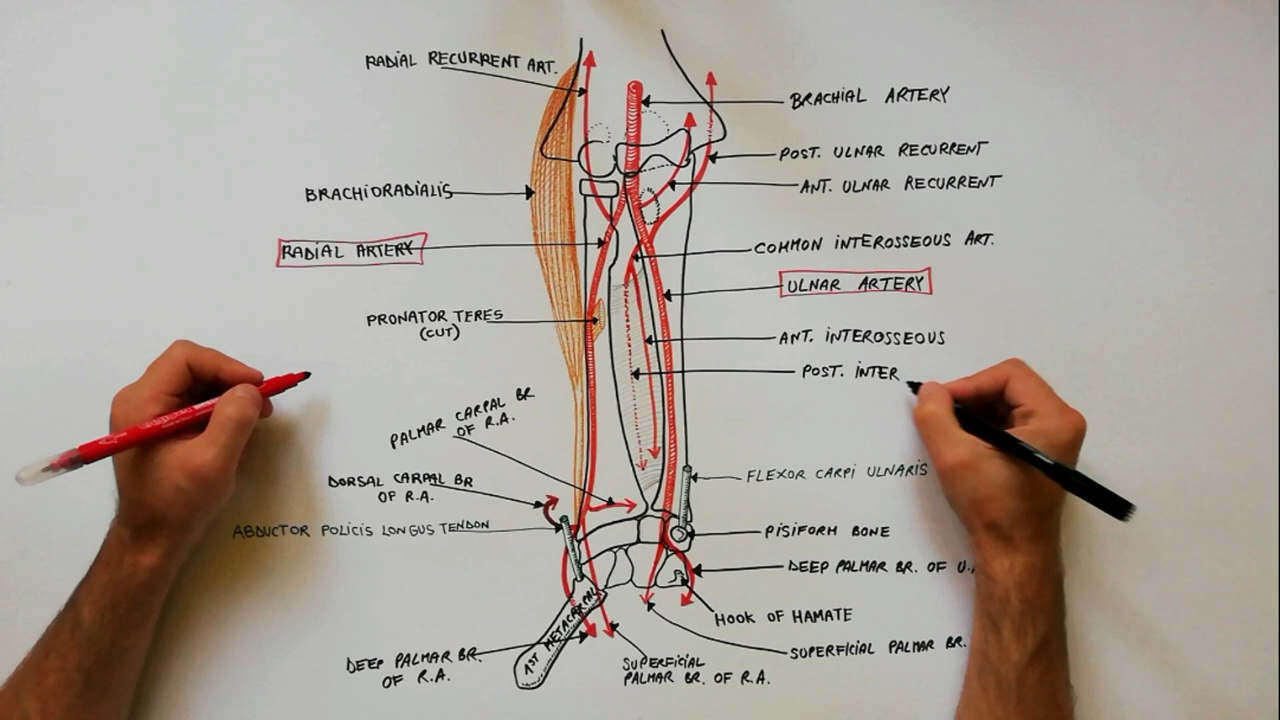 RADIAL RECURRENT ART.
BRACHIORADIALIS
RADIAL ARTERY
PRONATOR TERES
(CUT)
PALMAR CARPAL BR
OF R.A.
DORSAL CARPAL BR
OF R.A.
ABDUCTOR POLICIS LONGUS TENDON
1ST METACARPAL
DEEP PALMAR BR.
OF R.A.
SUPERFICIAL
PALMAR BR. OF R.A.
BRACHIAL ARTERY
POST. ULNAR RECURRENT
ANT. ULNAR RECURRENT
COMMON INTEROSSEOUS ART.
ULNAR ARTERY
ANT. INTEROSSEOUS
POST. INTER
FLEXOR CARPI ULNARIS
PISIFORM BONE
DEEP PALMAR BR. OF U.
HOOK OF HAMATE
SUPERFICIAL PALMAR BR.